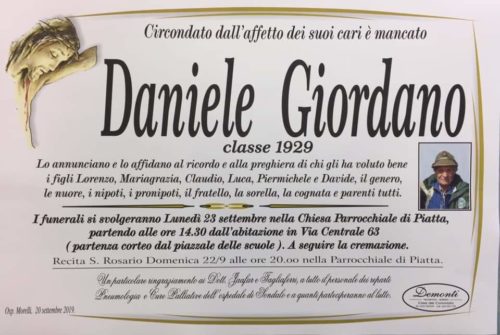 Circondato dall'affetto dei suoi cari è mancato
Daniele Giordano
classe 1929
Lo annunciano e lo affidano al ricordo e alla preghiera di chi gli ha voluto bene
i figli Lorenzo, Mariagrazia, Claudio, Luca, Piermichele e Davide, il genero,
le nuore, i nipoti, i pronipoti, il fratello, la sorella, la cognata e parenti tutti.
I funerali si svolgeranno Lunedì 23 settembre nella Chiesa Parrocchiale di Piatta,
partendo alle ore 14.30 dall'abitazione in Via Centrale 63
( partenza corteo dal piazzale delle scuole ). A seguire la cremazione.
Recita S. Rosario Domenica 22/9 alle ore 20.00 nella Parrocchiale di Piatta.
Un particolare ringraziamento ai Dott. Jaafar e Tagliaferri, a tutto il personale dei reparti
Pneumologia e Cure Palliative dell'ospedale di Sondalo e a quanti parteciperanno al lutto.
Osp. Morelli, 20 settembre 2019
Demonti